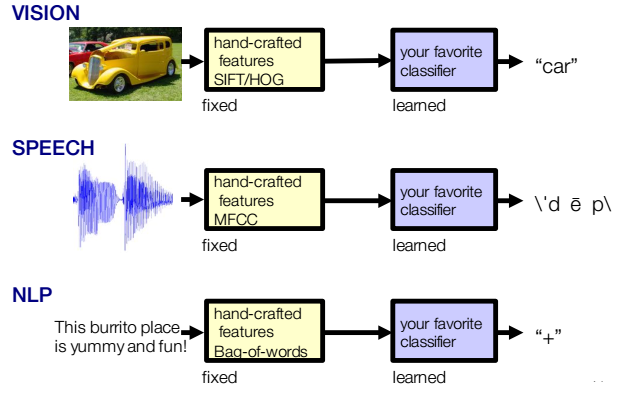 VISION
hand-crafted
features
SIFT/HOG
your favorite
classifier
“car”
fixed
learned
SPEECH
hand-crafted
features
MFCC
your favorite
classifier
\'d ē p\
fixed
learned
NLP
This burrito place
is yummy and fun!
hand-crafted
features
Bag-of-words
your favorite
classifier
“+”
fixed
learned